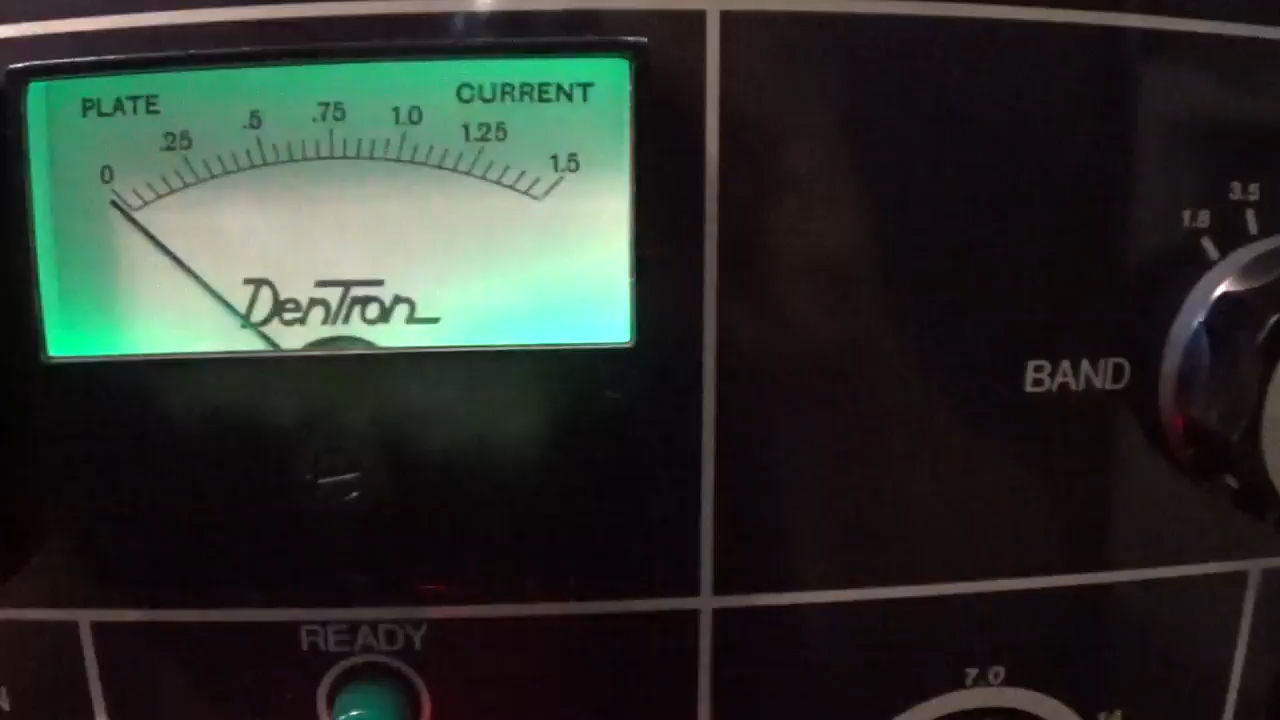 PLATE
CURRENT
0 .25 .5 .75 1.0 1.25 1.5
DenTron
1.8 3.5
BAND
READY
7.0